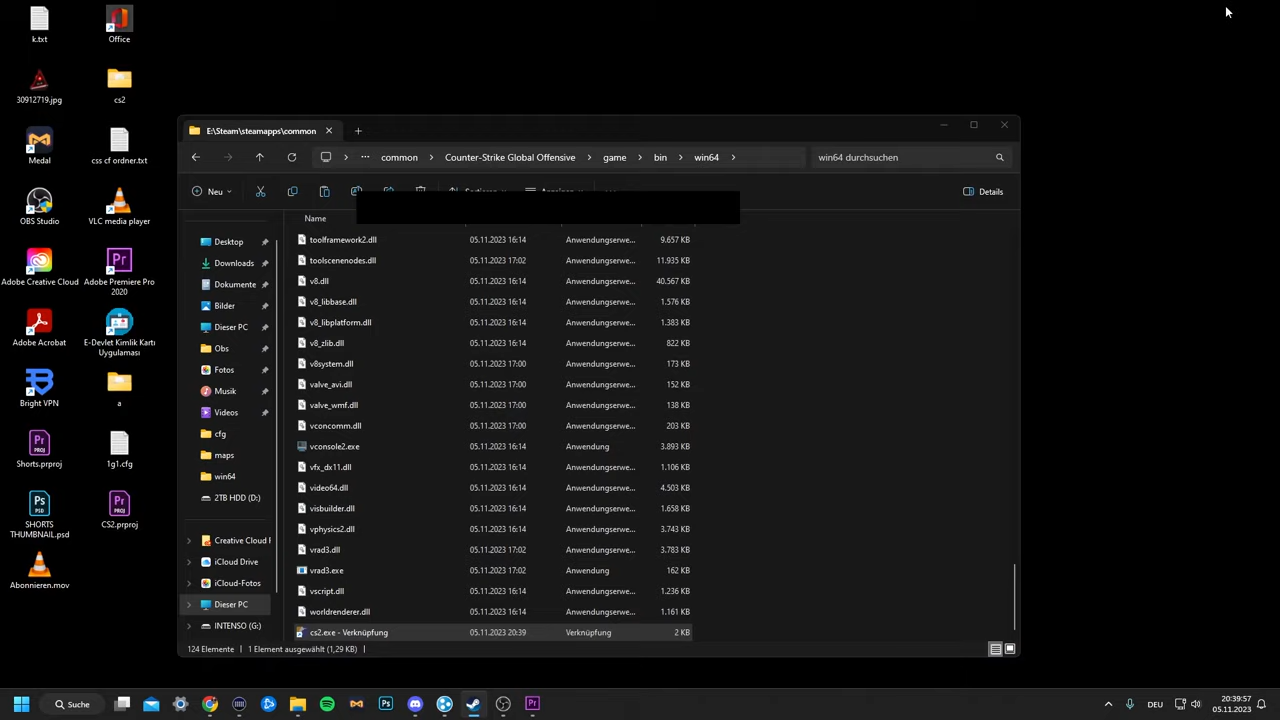 k.txt
Office
30912719.jpg
cs2
Medal
css cf ordner.txt
OBS Studio
VLC media player
Adobe Creative Cloud
Adobe Premiere Pro
2020
Adobe Acrobat
E-Devlet Kimlik Kartı
Uygulaması
Bright VPN
a
Shorts.prproj
1g1.cfg
SHORTS
THUMBNAIL.psd
CS2.prproj
Abonnieren.mov
E:\Steam\steamapps\common
common
Counter-Strike Global Offensive
game
bin
win64
win64 durchsuchen
Neu
Details
Name
Desktop
Downloads
Dokumente
Bilder
Dieser PC
Obs
Fotos
Musik
Videos
cfg
maps
win64
2TB HDD (D:)
Creative Cloud F
iCloud Drive
iCloud-Fotos
Dieser PC
INTENSO (G:)
toolframework2.dll 05.11.2023 16:14 Anwendungserwe... 9.657 KB
toolscenenodes.dll 05.11.2023 17:02 Anwendungserwe... 11.935 KB
v8.dll 05.11.2023 16:14 Anwendungserwe... 40.567 KB
v8_libbase.dll 05.11.2023 16:14 Anwendungserwe... 1.576 KB
v8_libplatform.dll 05.11.2023 16:14 Anwendungserwe... 1.383 KB
v8_zlib.dll 05.11.2023 16:14 Anwendungserwe... 822 KB
v8system.dll 05.11.2023 17:00 Anwendungserwe... 173 KB
valve_avi.dll 05.11.2023 17:00 Anwendungserwe... 152 KB
valve_wmf.dll 05.11.2023 17:00 Anwendungserwe... 138 KB
vconcomm.dll 05.11.2023 17:00 Anwendungserwe... 203 KB
vconsole2.exe 05.11.2023 16:14 Anwendung 3.893 KB
vfx_dx11.dll 05.11.2023 16:14 Anwendungserwe... 1.106 KB
video64.dll 05.11.2023 16:14 Anwendungserwe... 4.503 KB
visbuilder.dll 05.11.2023 16:14 Anwendungserwe... 1.658 KB
vphysics2.dll 05.11.2023 16:14 Anwendungserwe... 3.743 KB
vrad3.dll 05.11.2023 17:02 Anwendungserwe... 3.783 KB
vrad3.exe 05.11.2023 17:02 Anwendung 162 KB
vscript.dll 05.11.2023 16:14 Anwendungserwe... 1.236 KB
worldrenderer.dll 05.11.2023 16:14 Anwendungserwe... 1.161 KB
cs2.exe - Verknüpfung 05.11.2023 20:39 Verknüpfung 2 KB
124 Elemente
1 Element ausgewählt (1,29 KB)
Suche
DEU
20:39:57
05.11.2023